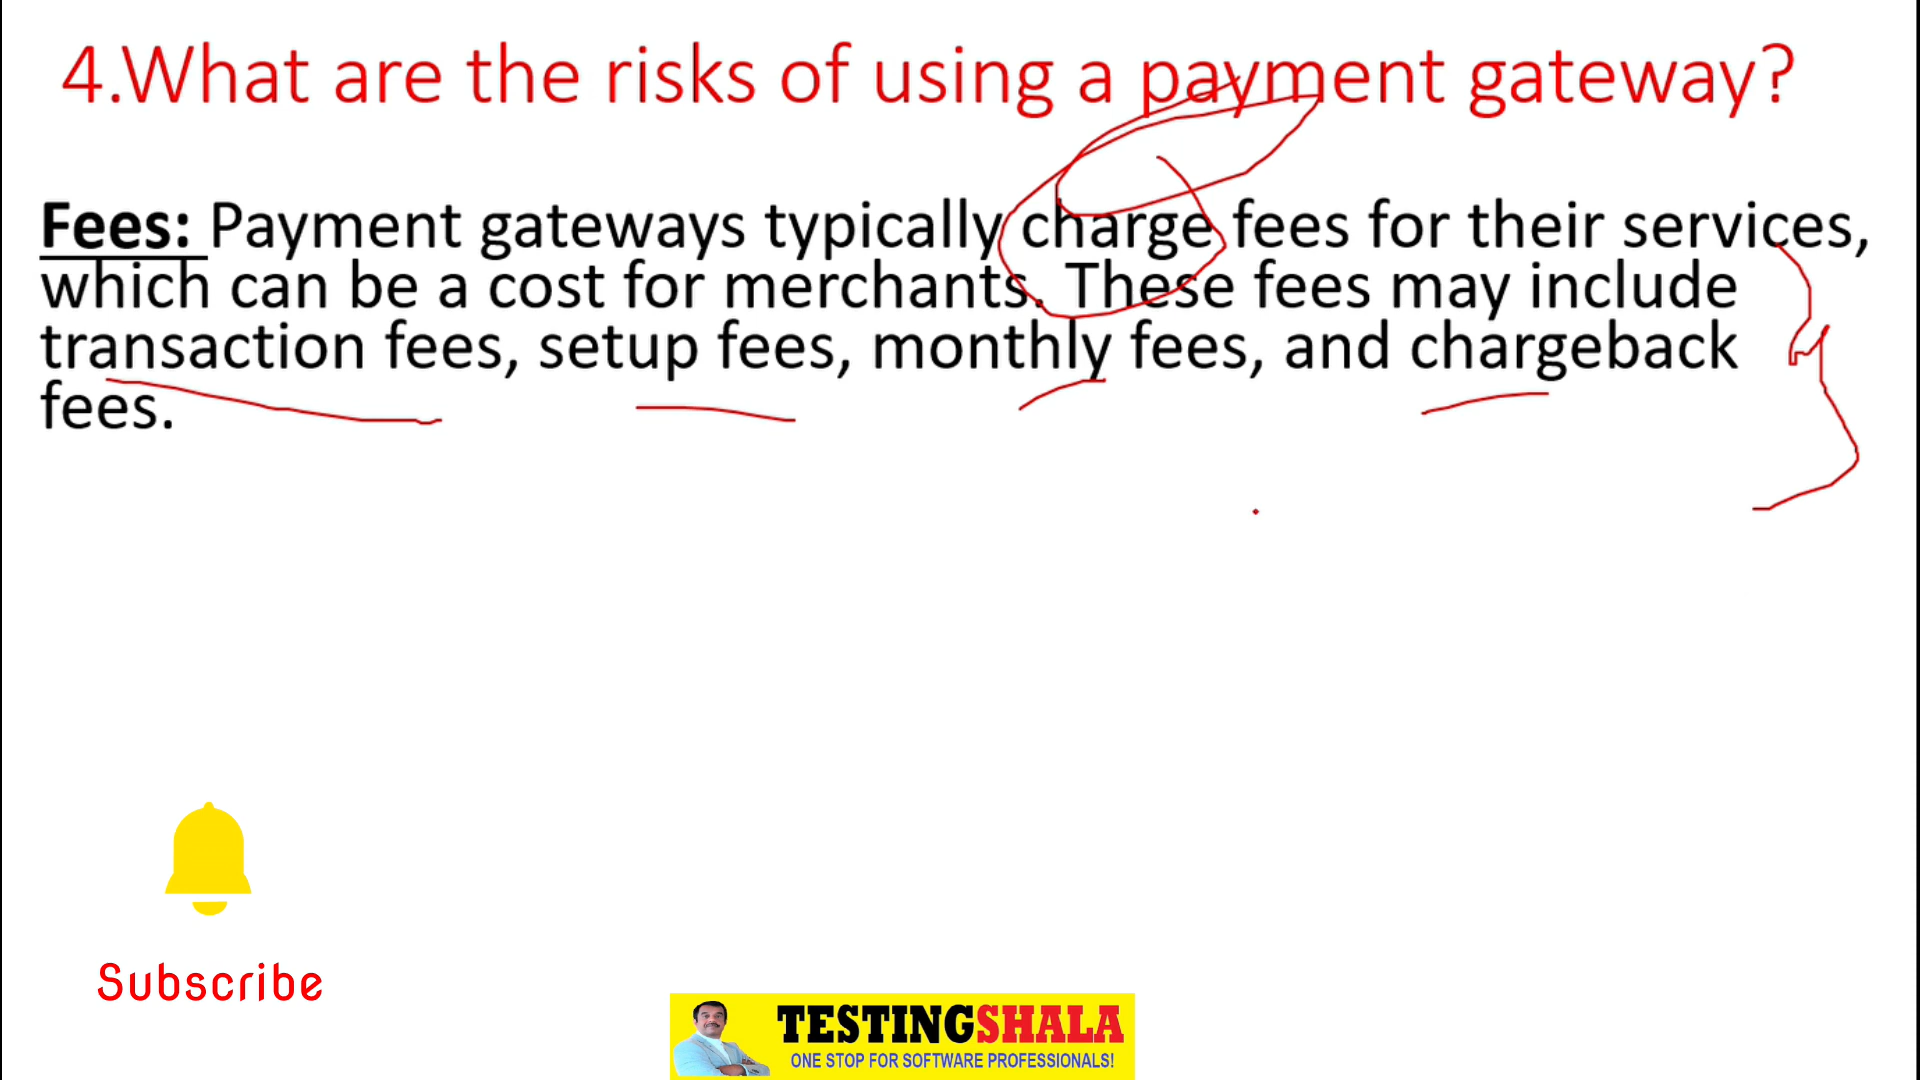 4.What are the risks of using a payment gateway?
Fees: Payment gateways typically charge fees for their services,
which can be a cost for merchants. These fees may include
transaction fees, setup fees, monthly fees, and chargeback
fees.
Subscribe
TESTINGSHALA
ONE STOP FOR SOFTWARE PROFESSIONALS!